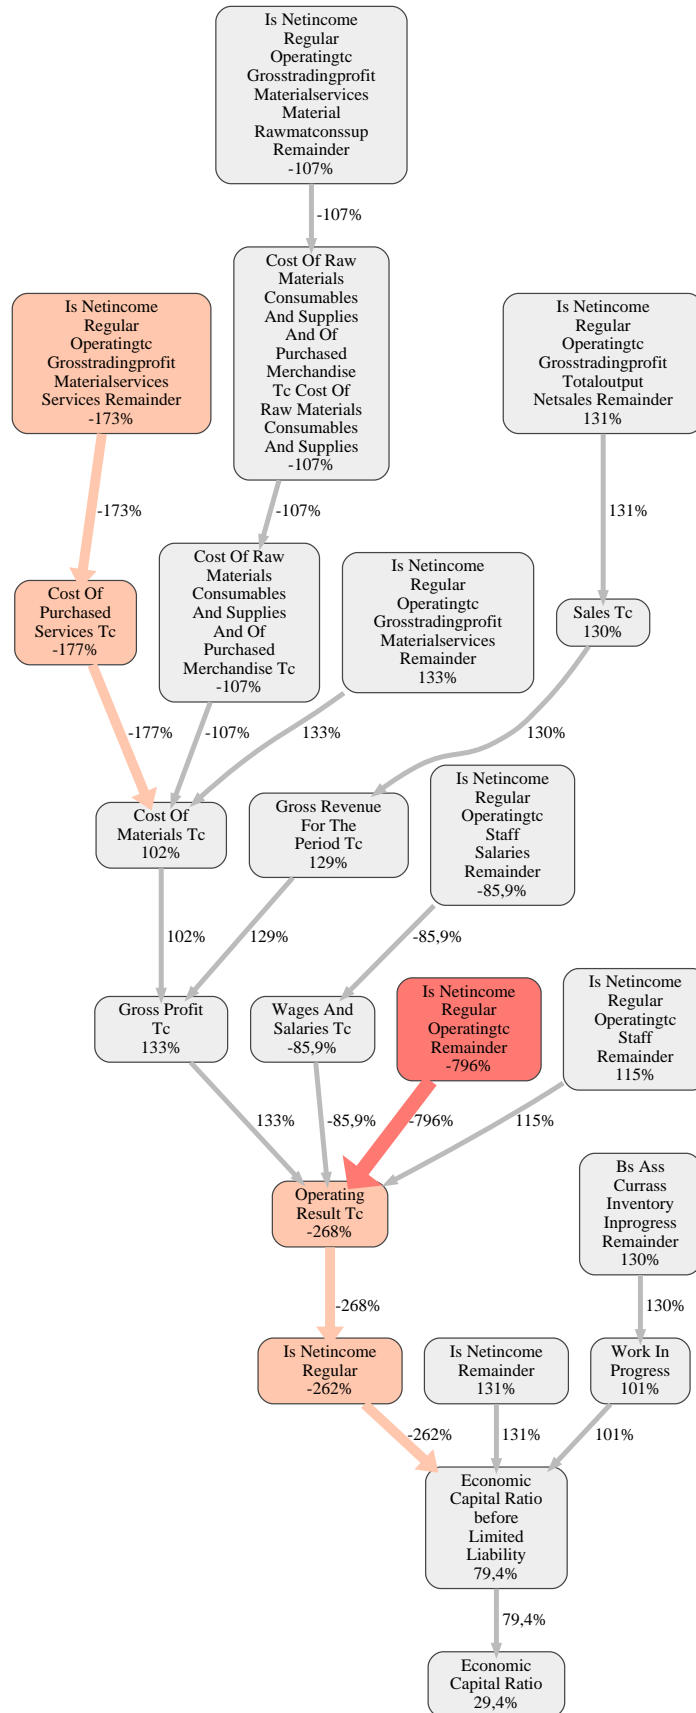 Is Netincome
Regular
Operatingtc
Grosstradingprofit
Materialservices
Material
Rawmatconssup
Remainder
-107%
-107%
Cost Of Raw
Materials
Consumables
And Supplies
And Of
Purchased
Merchandise
Tc Cost Of
Raw Materials
Consumables
And Supplies
-107%
Is Netincome
Regular
Operatingtc
Grosstradingprofit
Materialservices
Services Remainder
-173%
Is Netincome
Regular
Operatingtc
Grosstradingprofit
Totaloutput
Netsales Remainder
131%
-173%
-107%
131%
Cost Of
Purchased
Services Tc
-177%
Cost Of Raw
Materials
Consumables
And Supplies
And Of
Purchased
Merchandise Tc
-107%
Is Netincome
Regular
Operatingtc
Grosstradingprofit
Materialservices
Remainder
133%
Sales Tc
130%
-177%
-107%
133%
130%
Cost Of
Materials Tc
102%
Gross Revenue
For The
Period Tc
129%
Is Netincome
Regular
Operatingtc
Staff
Salaries
Remainder
-85,9%
102%
129%
-85,9%
Gross Profit
Tc
133%
Wages And
Salaries Tc
-85,9%
Is Netincome
Regular
Operatingtc
Remainder
-796%
Is Netincome
Regular
Operatingtc
Staff
Remainder
115%
133%
-85,9%
-796%
115%
Operating
Result Tc
-268%
Bs Ass
Currass
Inventory
Inprogress
Remainder
130%
-268%
130%
Is Netincome
Regular
-262%
Is Netincome
Remainder
131%
Work In
Progress
101%
-262%
131%
101%
Economic
Capital Ratio
before
Limited
Liability
79,4%
79,4%
Economic
Capital Ratio
29,4%